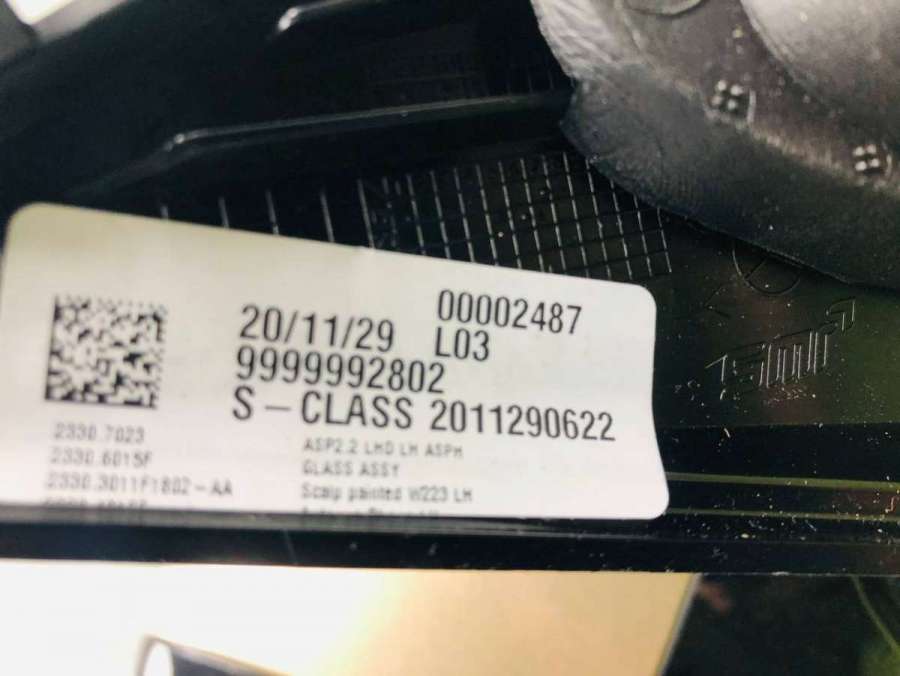 00002487
20/11/29 L03
9999992802
S-CLASS 2011290622
2330.7023
2330.6015F
2330.3011F1802-AA
ASP2.2 LHD LH ASPH
GLASS ASSY
Scalp painted W223 LH
smr